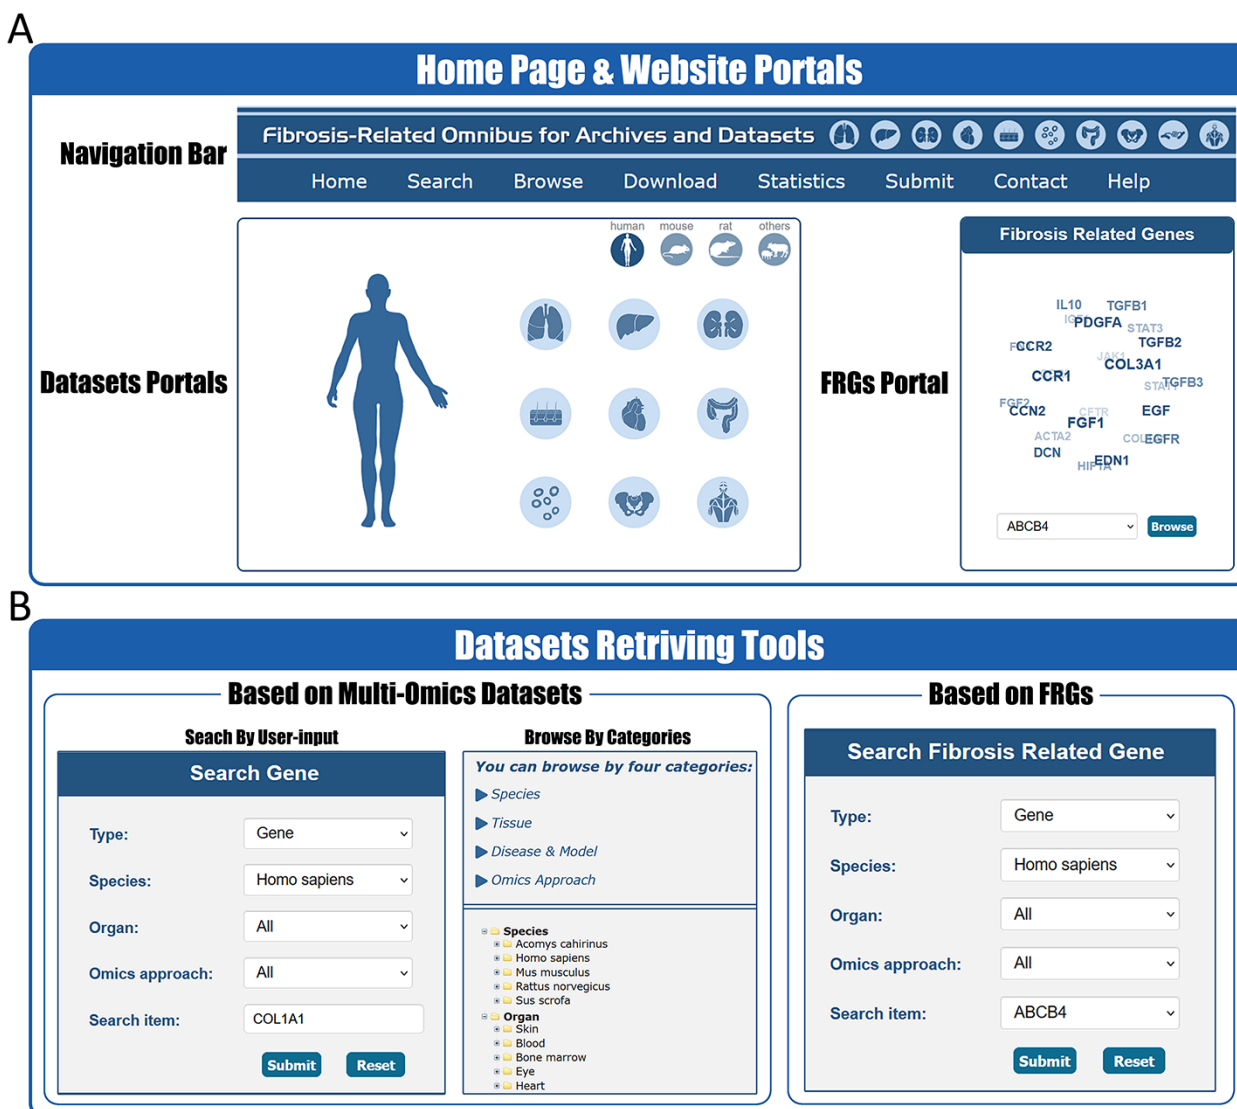 A
Home Page & Website Portals
Navigation Bar
Fibrosis-Related Omnibus for Archives and Datasets
Home Search Browse Download Statistics Submit Contact Help
Datasets Portals
human mouse rat others
FRGs Portal
Fibrosis Related Genes
IL10 TGFB1
PDGFA
STAT3
CCR2 TGFB2
JAK1
COL3A1
CCR1
TGFB3
FGF2
CCN2 CFTR EGF
FGF1
ACTA2 EGFR
DCN
EDN1
HIF1A
ABCB4 Browse
B
Datasets Retriving Tools
Based on Multi-Omics Datasets
Seach By User-input
Search Gene
Type: Gene
Species: Homo sapiens
Organ: All
Omics approach: All
Search item: COL1A1
Submit Reset
Browse By Categories
You can browse by four categories:
Species
Tissue
Disease & Model
Omics Approach
Species
Acomys cahirinus
Homo sapiens
Mus musculus
Rattus norvegicus
Sus scrofa
Organ
Skin
Blood
Bone marrow
Eye
Heart
Based on FRGs
Search Fibrosis Related Gene
Type: Gene
Species: Homo sapiens
Organ: All
Omics approach: All
Search item: ABCB4
Submit Reset